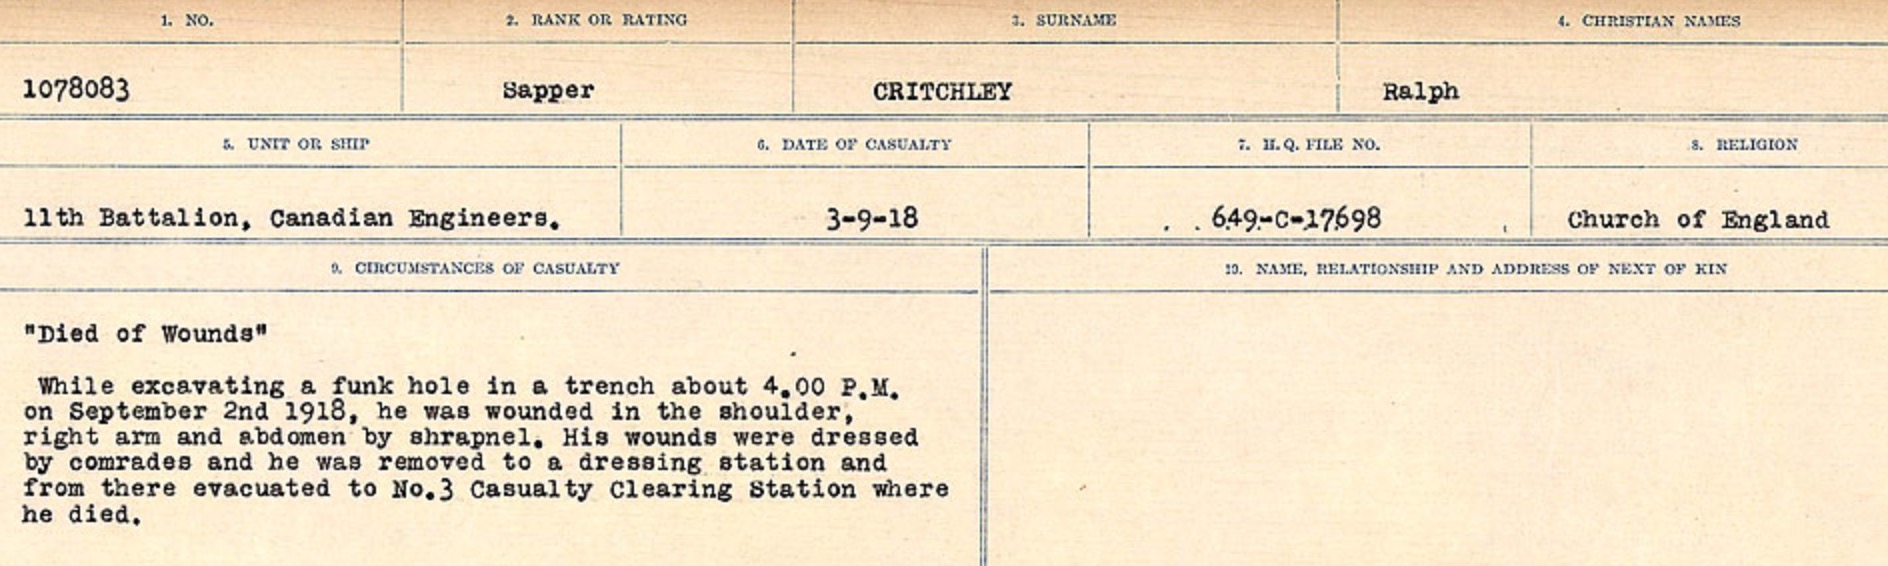 1. NO. 2. RANK OR RATING 3. SURNAME 4. CHRISTIAN NAMES
1078083 Sapper CRITCHLEY Ralph
5. UNIT OR SHIP 6. DATE OF CASUALTY 7. H.Q. FILE NO. 8. RELIGION
11th Battalion, Canadian Engineers. 3-9-18 649-C-17698 Church of England
9. CIRCUMSTANCES OF CASUALTY 10. NAME, RELATIONSHIP AND ADDRESS OF NEXT OF KIN
"Died of Wounds"
While excavating a funk hole in a trench about 4.00 P.M.
on September 2nd 1918, he was wounded in the shoulder,
right arm and abdomen by shrapnel. His wounds were dressed
by comrades and he was removed to a dressing station and
from there evacuated to No.3 Casualty Clearing Station where
he died.